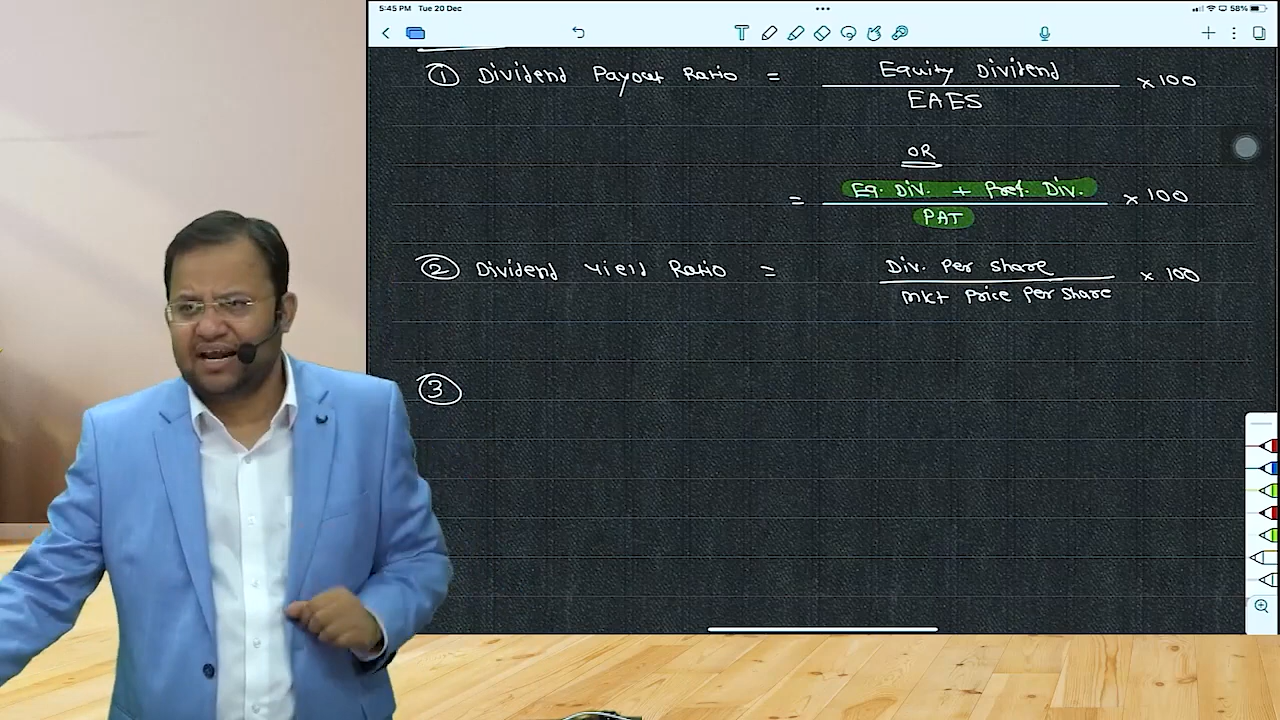 5:45 PM Tue 20 Dec
58%
① Dividend Payout Ratio = Equity Dividend / EAES × 100
OR
= Eq. Div. + Pref. Div. / PAT × 100
② Dividend Yield Ratio = Div. Per Share / Mkt Price Per Share × 100
③